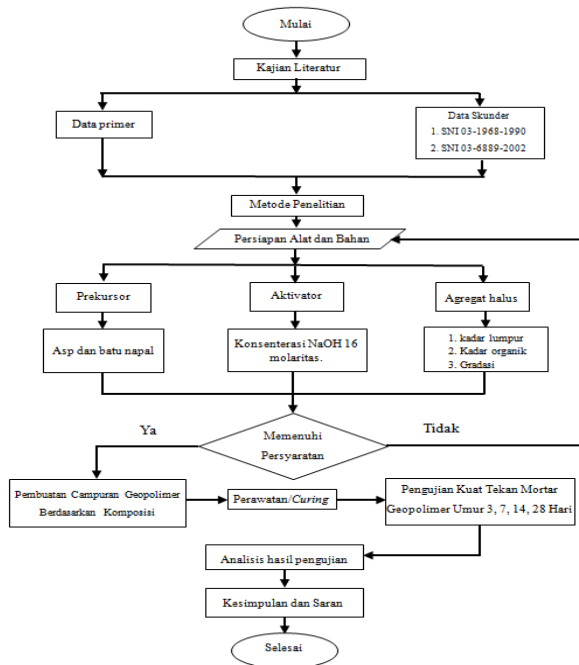 Mulai
Kajian Literatur
Data primer
Data Skunder
1. SNI 03-1968-1990
2. SNI 03-6889-2002
Metode Penelitian
Persiapan Alat dan Bahan
Prekursor
Aktivator
Agregat halus
Asp dan batu napal
Konsenterasi NaOH 16
molaritas.
1. kadar lumpur
2. Kadar organik
3. Gradasi
Ya
Memenuhi
Persyaratan
Tidak
Pembuatan Campuran Geopolimer
Berdasarkan Komposisi
Perawatan/Curing
Pengujian Kuat Tekan Mortar
Geopolimer Umur 3, 7, 14, 28 Hari
Analisis hasil pengujian
Kesimpulan dan Saran
Selesai